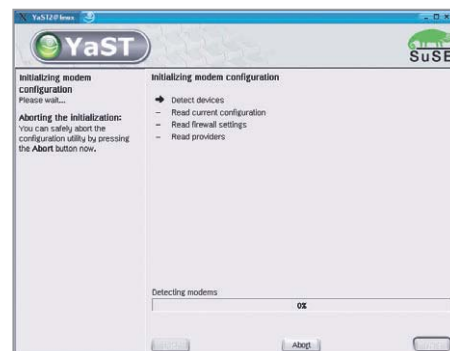 YaST2@linux
YaST
SuSE
Initializing modem
configuration
Please wait...
Aborting the initialization:
You can safely abort the
configuration utility by pressing
the Abort button now.
Initializing modem configuration
Detect devices
– Read current configuration
– Read firewall settings
– Read providers
Detecting modems
0%
Abort